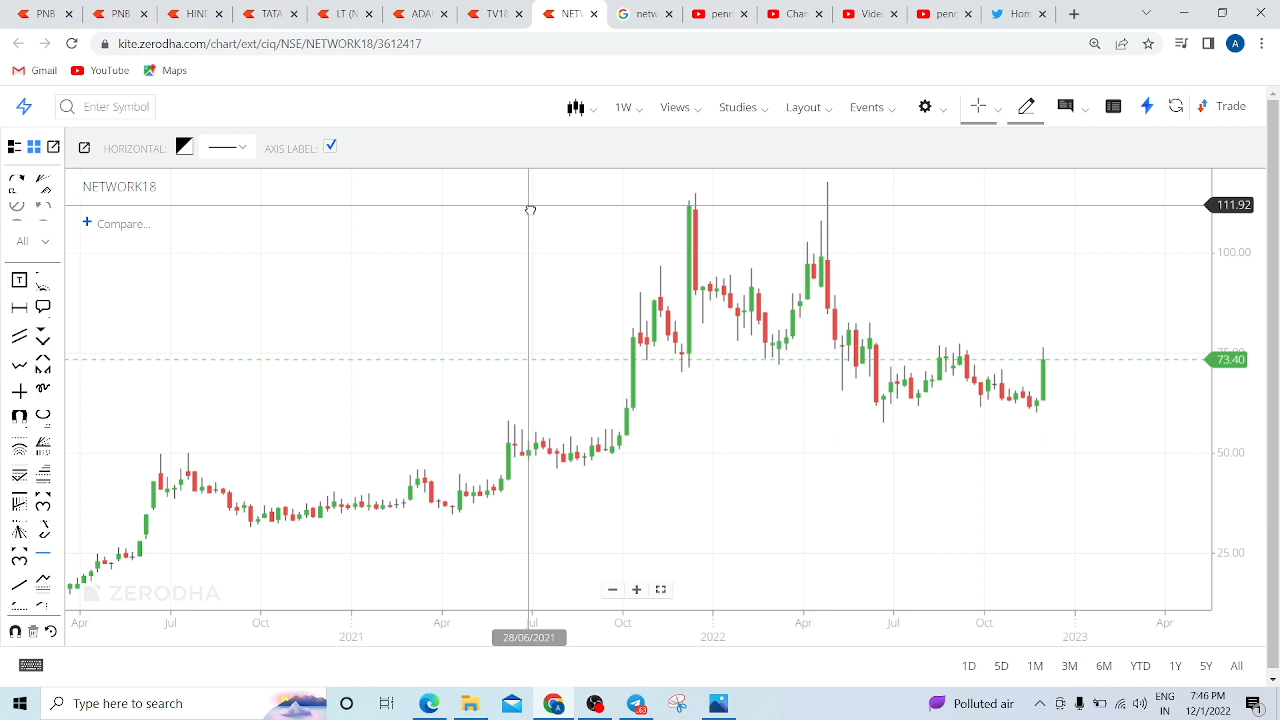 PNB
HIND
TATA
LT (
ADAI
TV18
NET\
netw
penr
Char
Vide
penr
Hom
kite.zerodha.com/chart/ext/ciq/NSE/NETWORK18/3612417
A
Gmail
YouTube
Maps
Enter Symbol
1W
Views
Studies
Layout
Events
Trade
HORIZONTAL:
AXIS LABEL:
NETWORK18
Compare...
All
T
111.92
100.00
73.40
50.00
25.00
ZERODHA
Apr
Jul
Oct
2021
Apr
Jul
Oct
2022
Apr
Jul
Oct
2023
Apr
28/06/2021
1D
5D
1M
3M
6M
YTD
1Y
5Y
All
Type here to search
Polluted air
ENG
IN
7:46 PM
12/1/2022
1